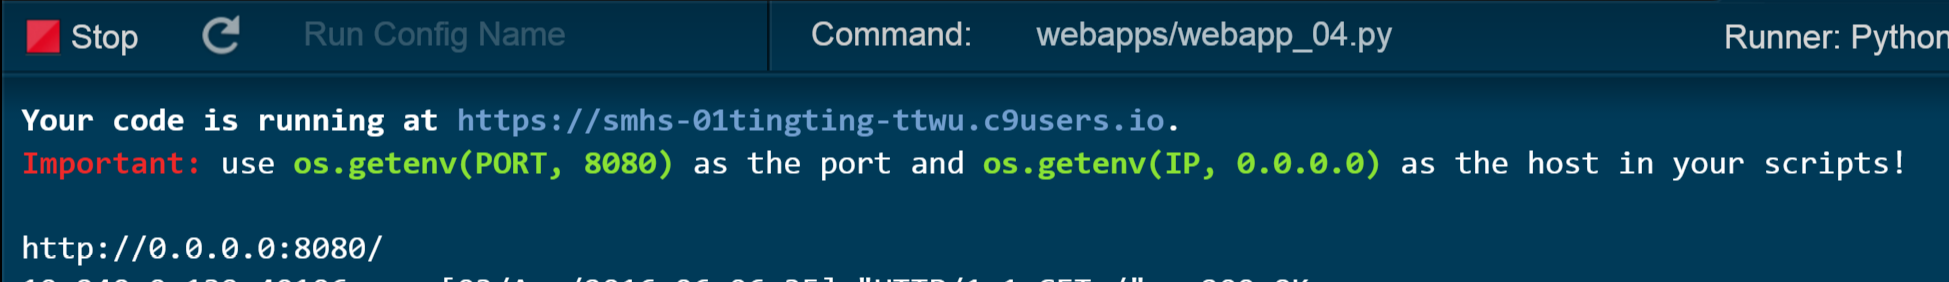 Stop Run Config Name Command: webapps/webapp_04.py Runner: Python
Your code is running at https://smhs-01tingting-ttwu.c9users.io.
Important: use os.getenv(PORT, 8080) as the port and os.getenv(IP, 0.0.0.0) as the host in your scripts!
http://0.0.0.0:8080/